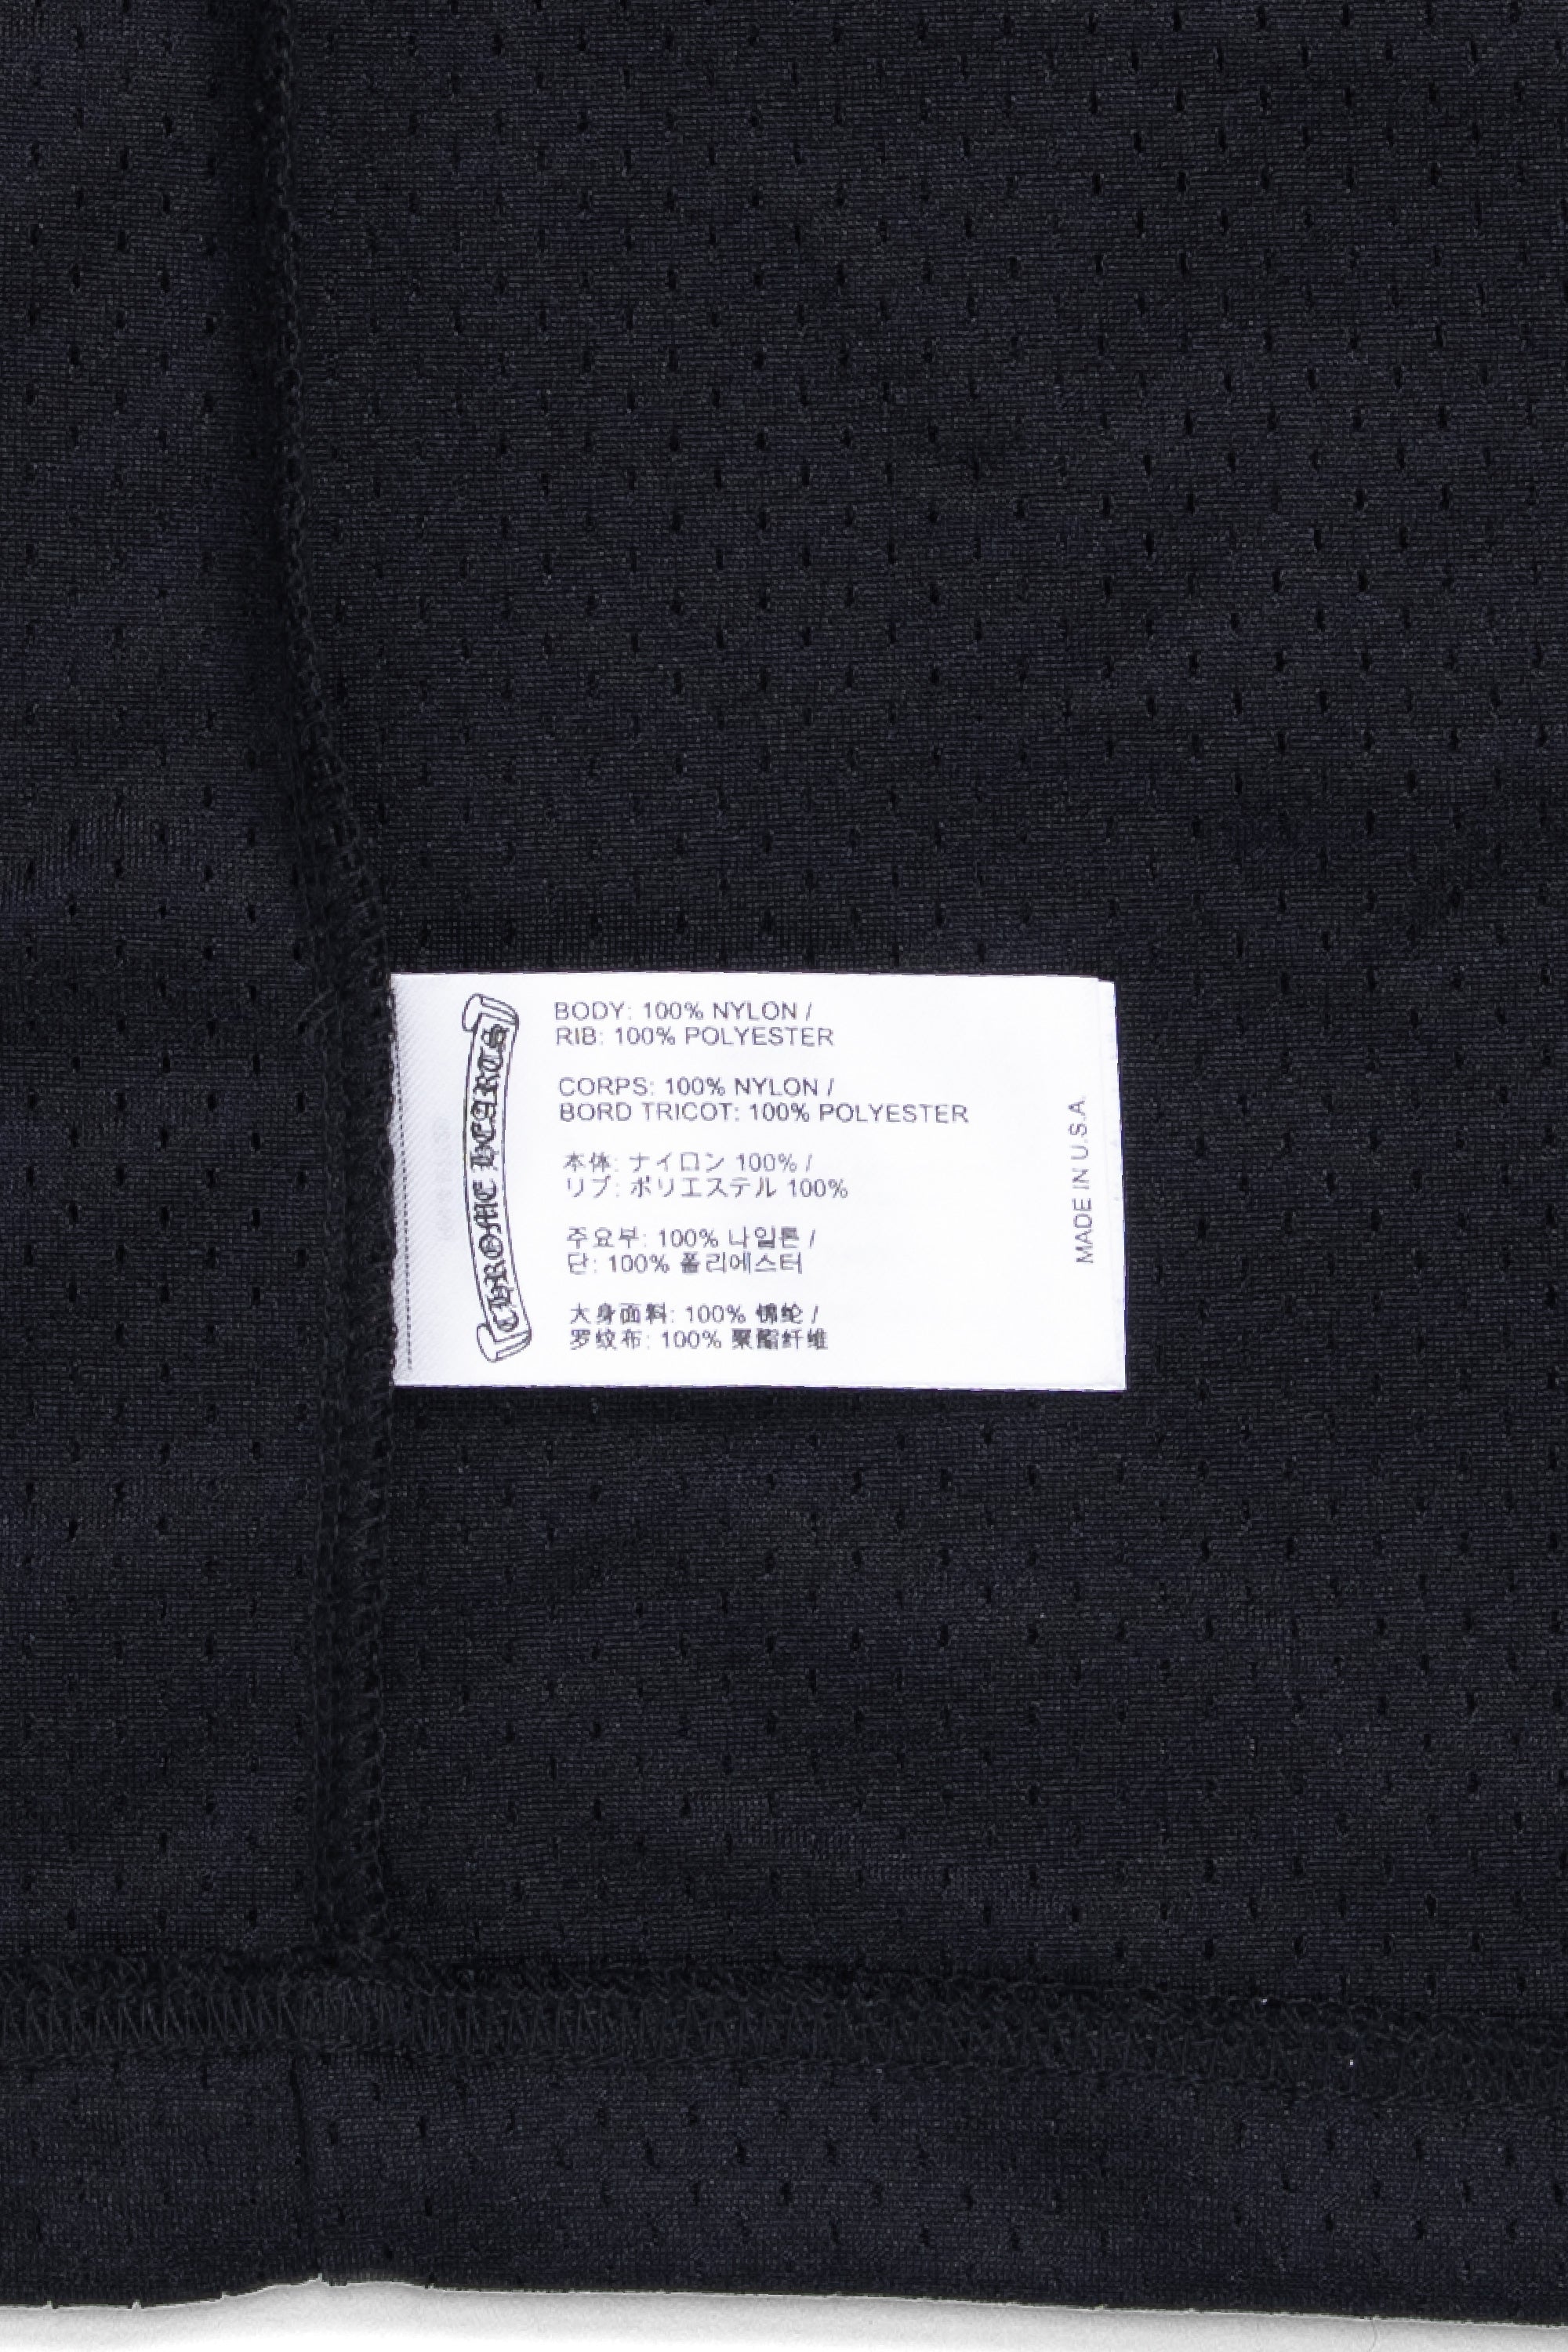 CHROME HEARTS
BODY: 100% NYLON /
RIB: 100% POLYESTER
CORPS: 100% NYLON /
BORD TRICOT: 100% POLYESTER
本体: ナイロン 100% /
リブ: ポリエステル 100%
주요부: 100% 나일론 /
단: 100% 폴리에스터
大身面料: 100% 锦纶 /
罗纹布: 100% 聚酯纤维
MADE IN U.S.A.